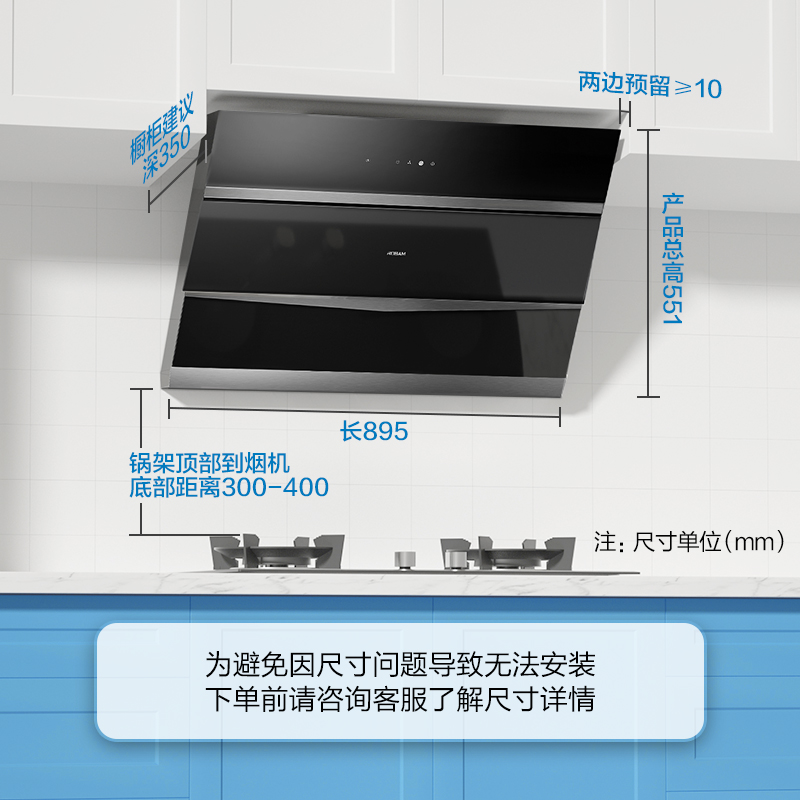 两边预留≥10
橱柜建议
深350
产品总高551
ROBAM
长895
锅架顶部到烟机
底部距离300-400
注：尺寸单位(mm)
为避免因尺寸问题导致无法安装
下单前请咨询客服了解尺寸详情